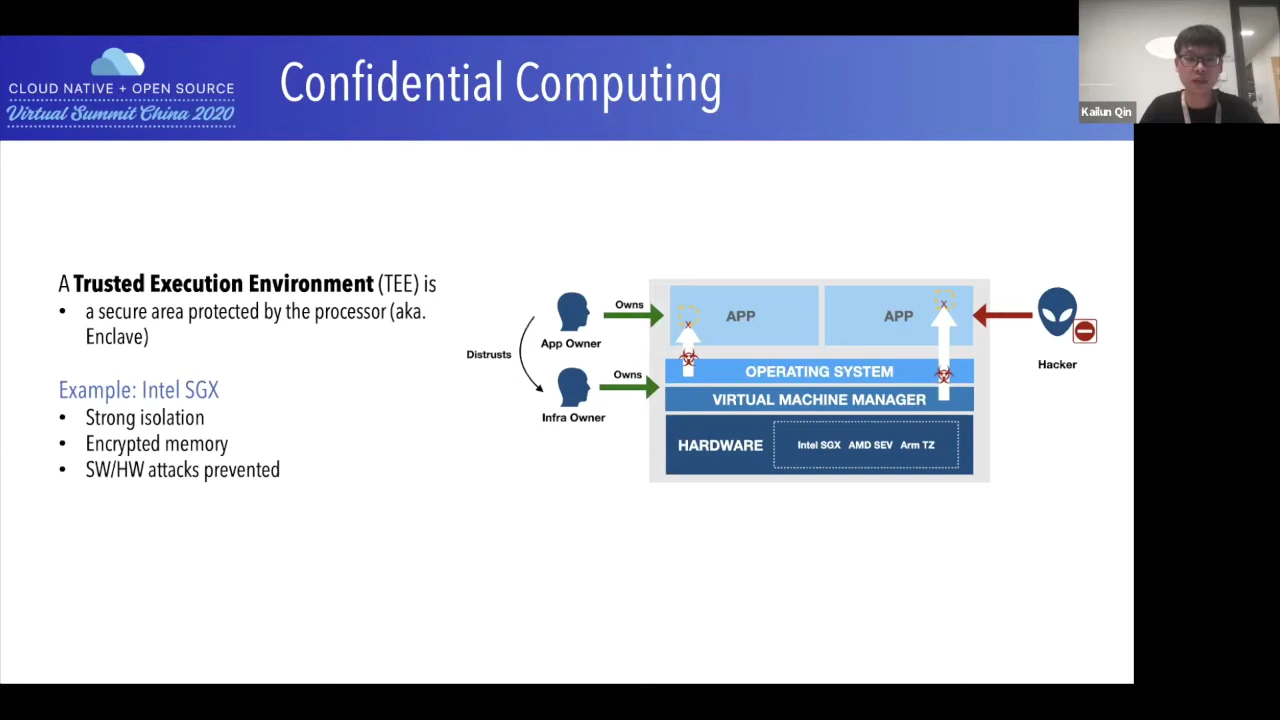 CLOUD NATIVE + OPEN SOURCE
Virtual Summit China 2020
Confidential Computing
Kailun Qin
A Trusted Execution Environment (TEE) is
• a secure area protected by the processor (aka.
Enclave)
Example: Intel SGX
• Strong isolation
• Encrypted memory
• SW/HW attacks prevented
Distrusts
App Owner
Infra Owner
Owns
Owns
APP
APP
x
x
OPERATING SYSTEM
VIRTUAL MACHINE MANAGER
HARDWARE
Intel SGX AMD SEV Arm TZ
Hacker